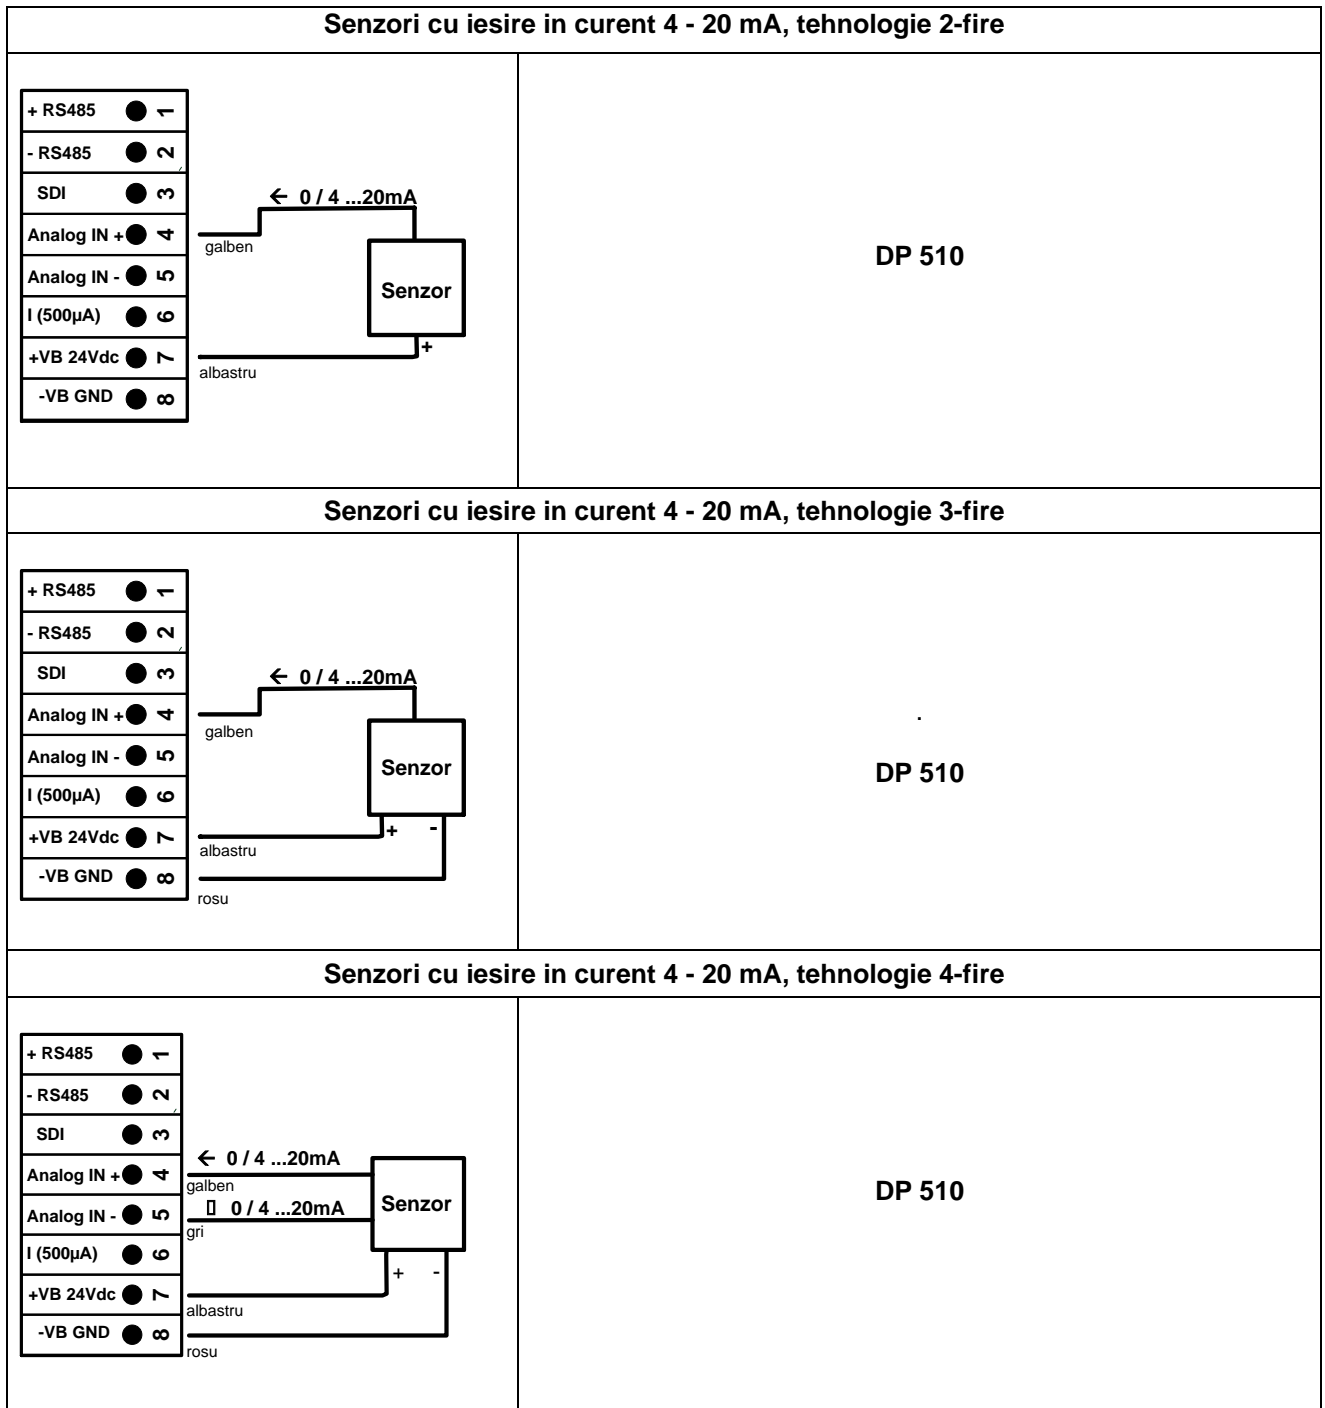 Senzori cu iesire in curent 4 - 20 mA, tehnologie 2-fire
+ RS485 1
- RS485 2
SDI 3
← 0 / 4 ...20mA
Analog IN + 4
galben
Analog IN - 5
Senzor
I (500µA) 6
+
+VB 24Vdc 7
albastru
-VB GND 8
DP 510
Senzori cu iesire in curent 4 - 20 mA, tehnologie 3-fire
+ RS485 1
- RS485 2
SDI 3
← 0 / 4 ...20mA
Analog IN + 4
galben
Analog IN - 5
Senzor
I (500µA) 6
+ -
+VB 24Vdc 7
albastru
-VB GND 8
rosu
.
DP 510
Senzori cu iesire in curent 4 - 20 mA, tehnologie 4-fire
+ RS485 1
- RS485 2
SDI 3
← 0 / 4 ...20mA
Analog IN + 4
galben
▯ 0 / 4 ...20mA
Senzor
Analog IN - 5
gri
I (500µA) 6
+ -
+VB 24Vdc 7
albastru
-VB GND 8
rosu
DP 510